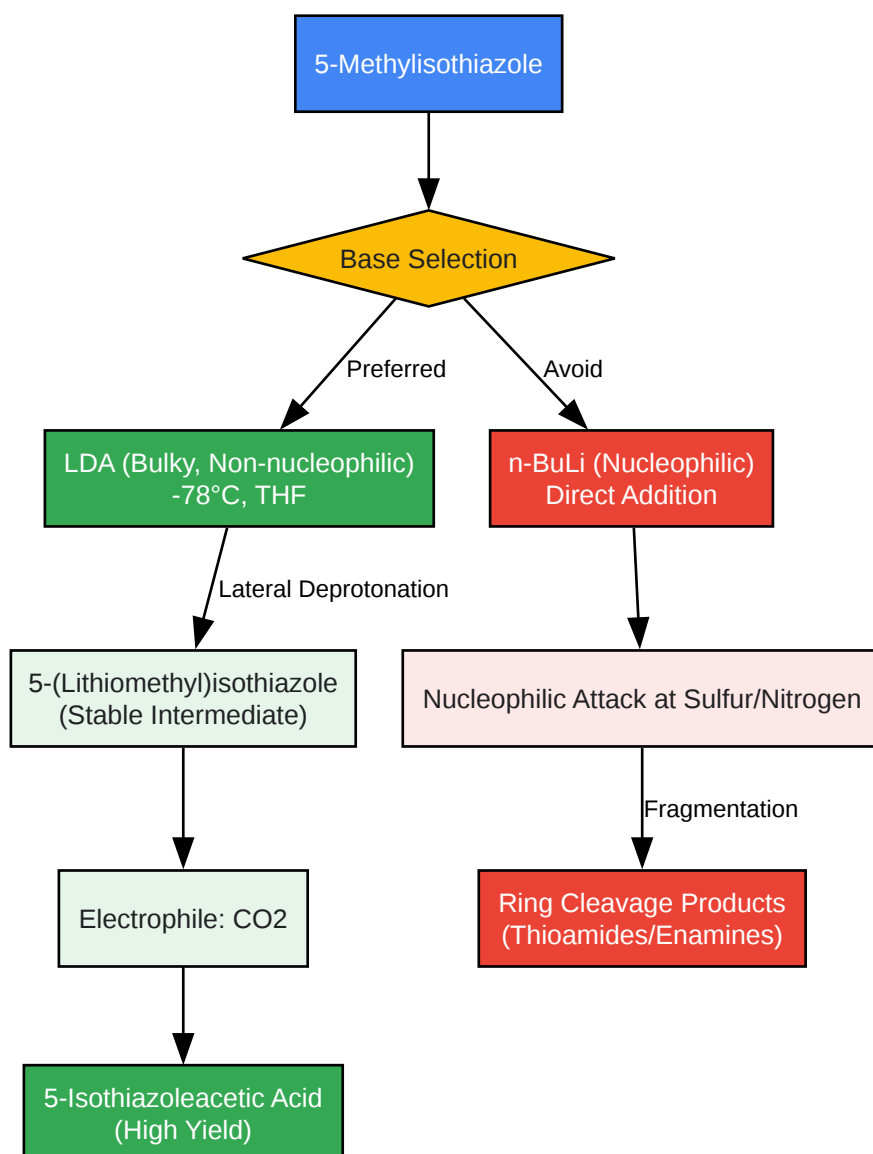 5-Methylisothiazole
Base Selection
Preferred
Avoid
LDA (Bulky, Non-nucleophilic)
-78°C, THF
n-BuLi (Nucleophilic)
Direct Addition
Lateral Deprotonation
5-(Lithiomethyl)isothiazole
(Stable Intermediate)
Nucleophilic Attack at Sulfur/Nitrogen
Fragmentation
Electrophile: CO2
Ring Cleavage Products
(Thioamides/Enamines)
5-Isothiazoleacetic Acid
(High Yield)